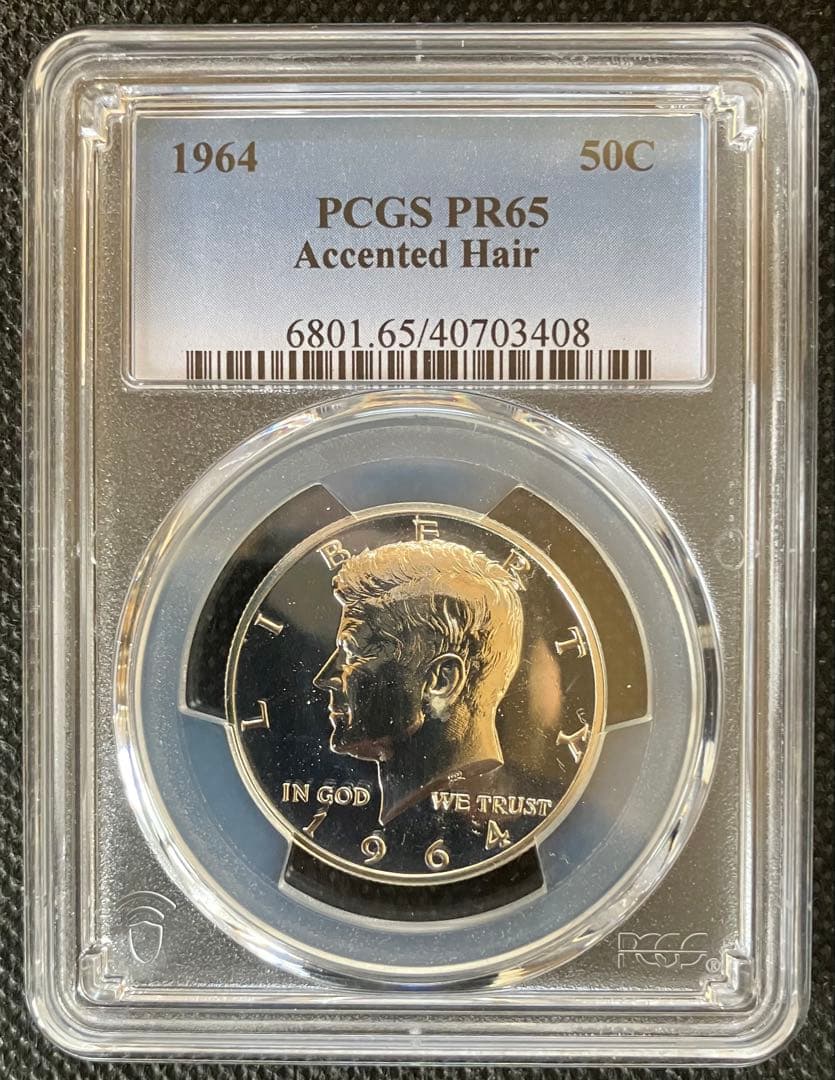 1964 50C
PCGS PR65
Accented Hair
6801.65/40703408
LIBERTY
IN GOD WE TRUST
1964
PCGS®